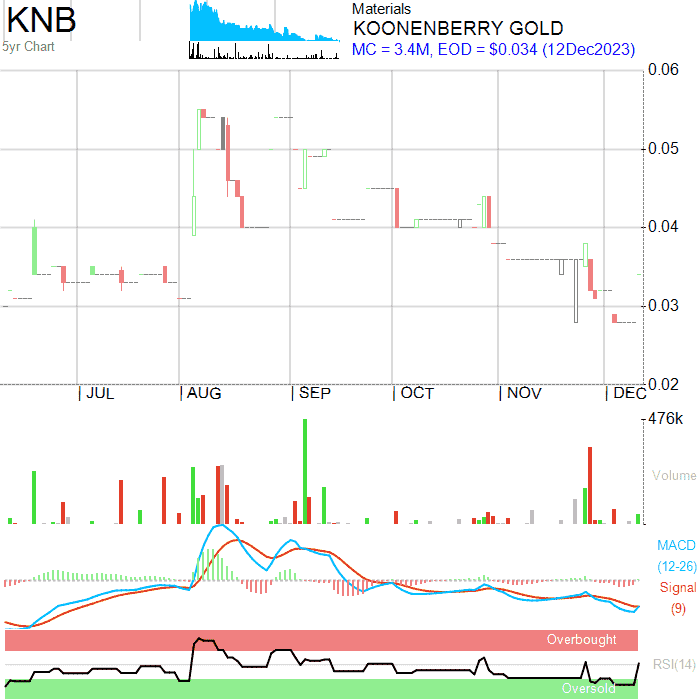 KNB
5yr Chart
Materials
KOONENBERRY GOLD
MC = 3.4M, EOD = $0.034 (12Dec2023)
0.06
0.05
0.04
0.03
0.02
JUL
AUG
SEP
OCT
NOV
DEC
476k
Volume
MACD
(12-26)
Signal
(9)
Overbought
RSI(14)
Oversold